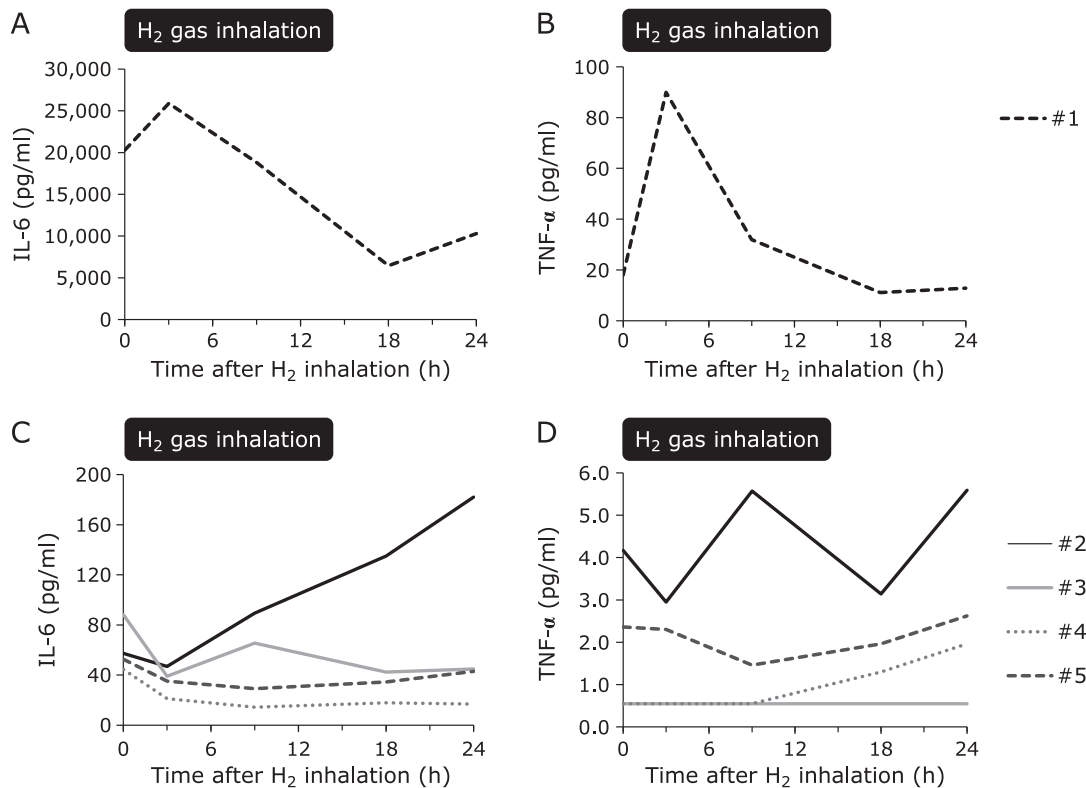 A
H₂ gas inhalation
30,000
25,000
20,000
15,000
10,000
5,000
0
IL-6 (pg/ml)
0 6 12 18 24
Time after H₂ inhalation (h)
B
H₂ gas inhalation
100
80
60
40
20
0
TNF-α (pg/ml)
0 6 12 18 24
Time after H₂ inhalation (h)
#1
C
H₂ gas inhalation
200
160
120
80
40
0
IL-6 (pg/ml)
0 6 12 18 24
Time after H₂ inhalation (h)
D
H₂ gas inhalation
6.0
5.0
4.0
3.0
2.0
1.0
0.0
TNF-α (pg/ml)
0 6 12 18 24
Time after H₂ inhalation (h)
#2
#3
#4
#5